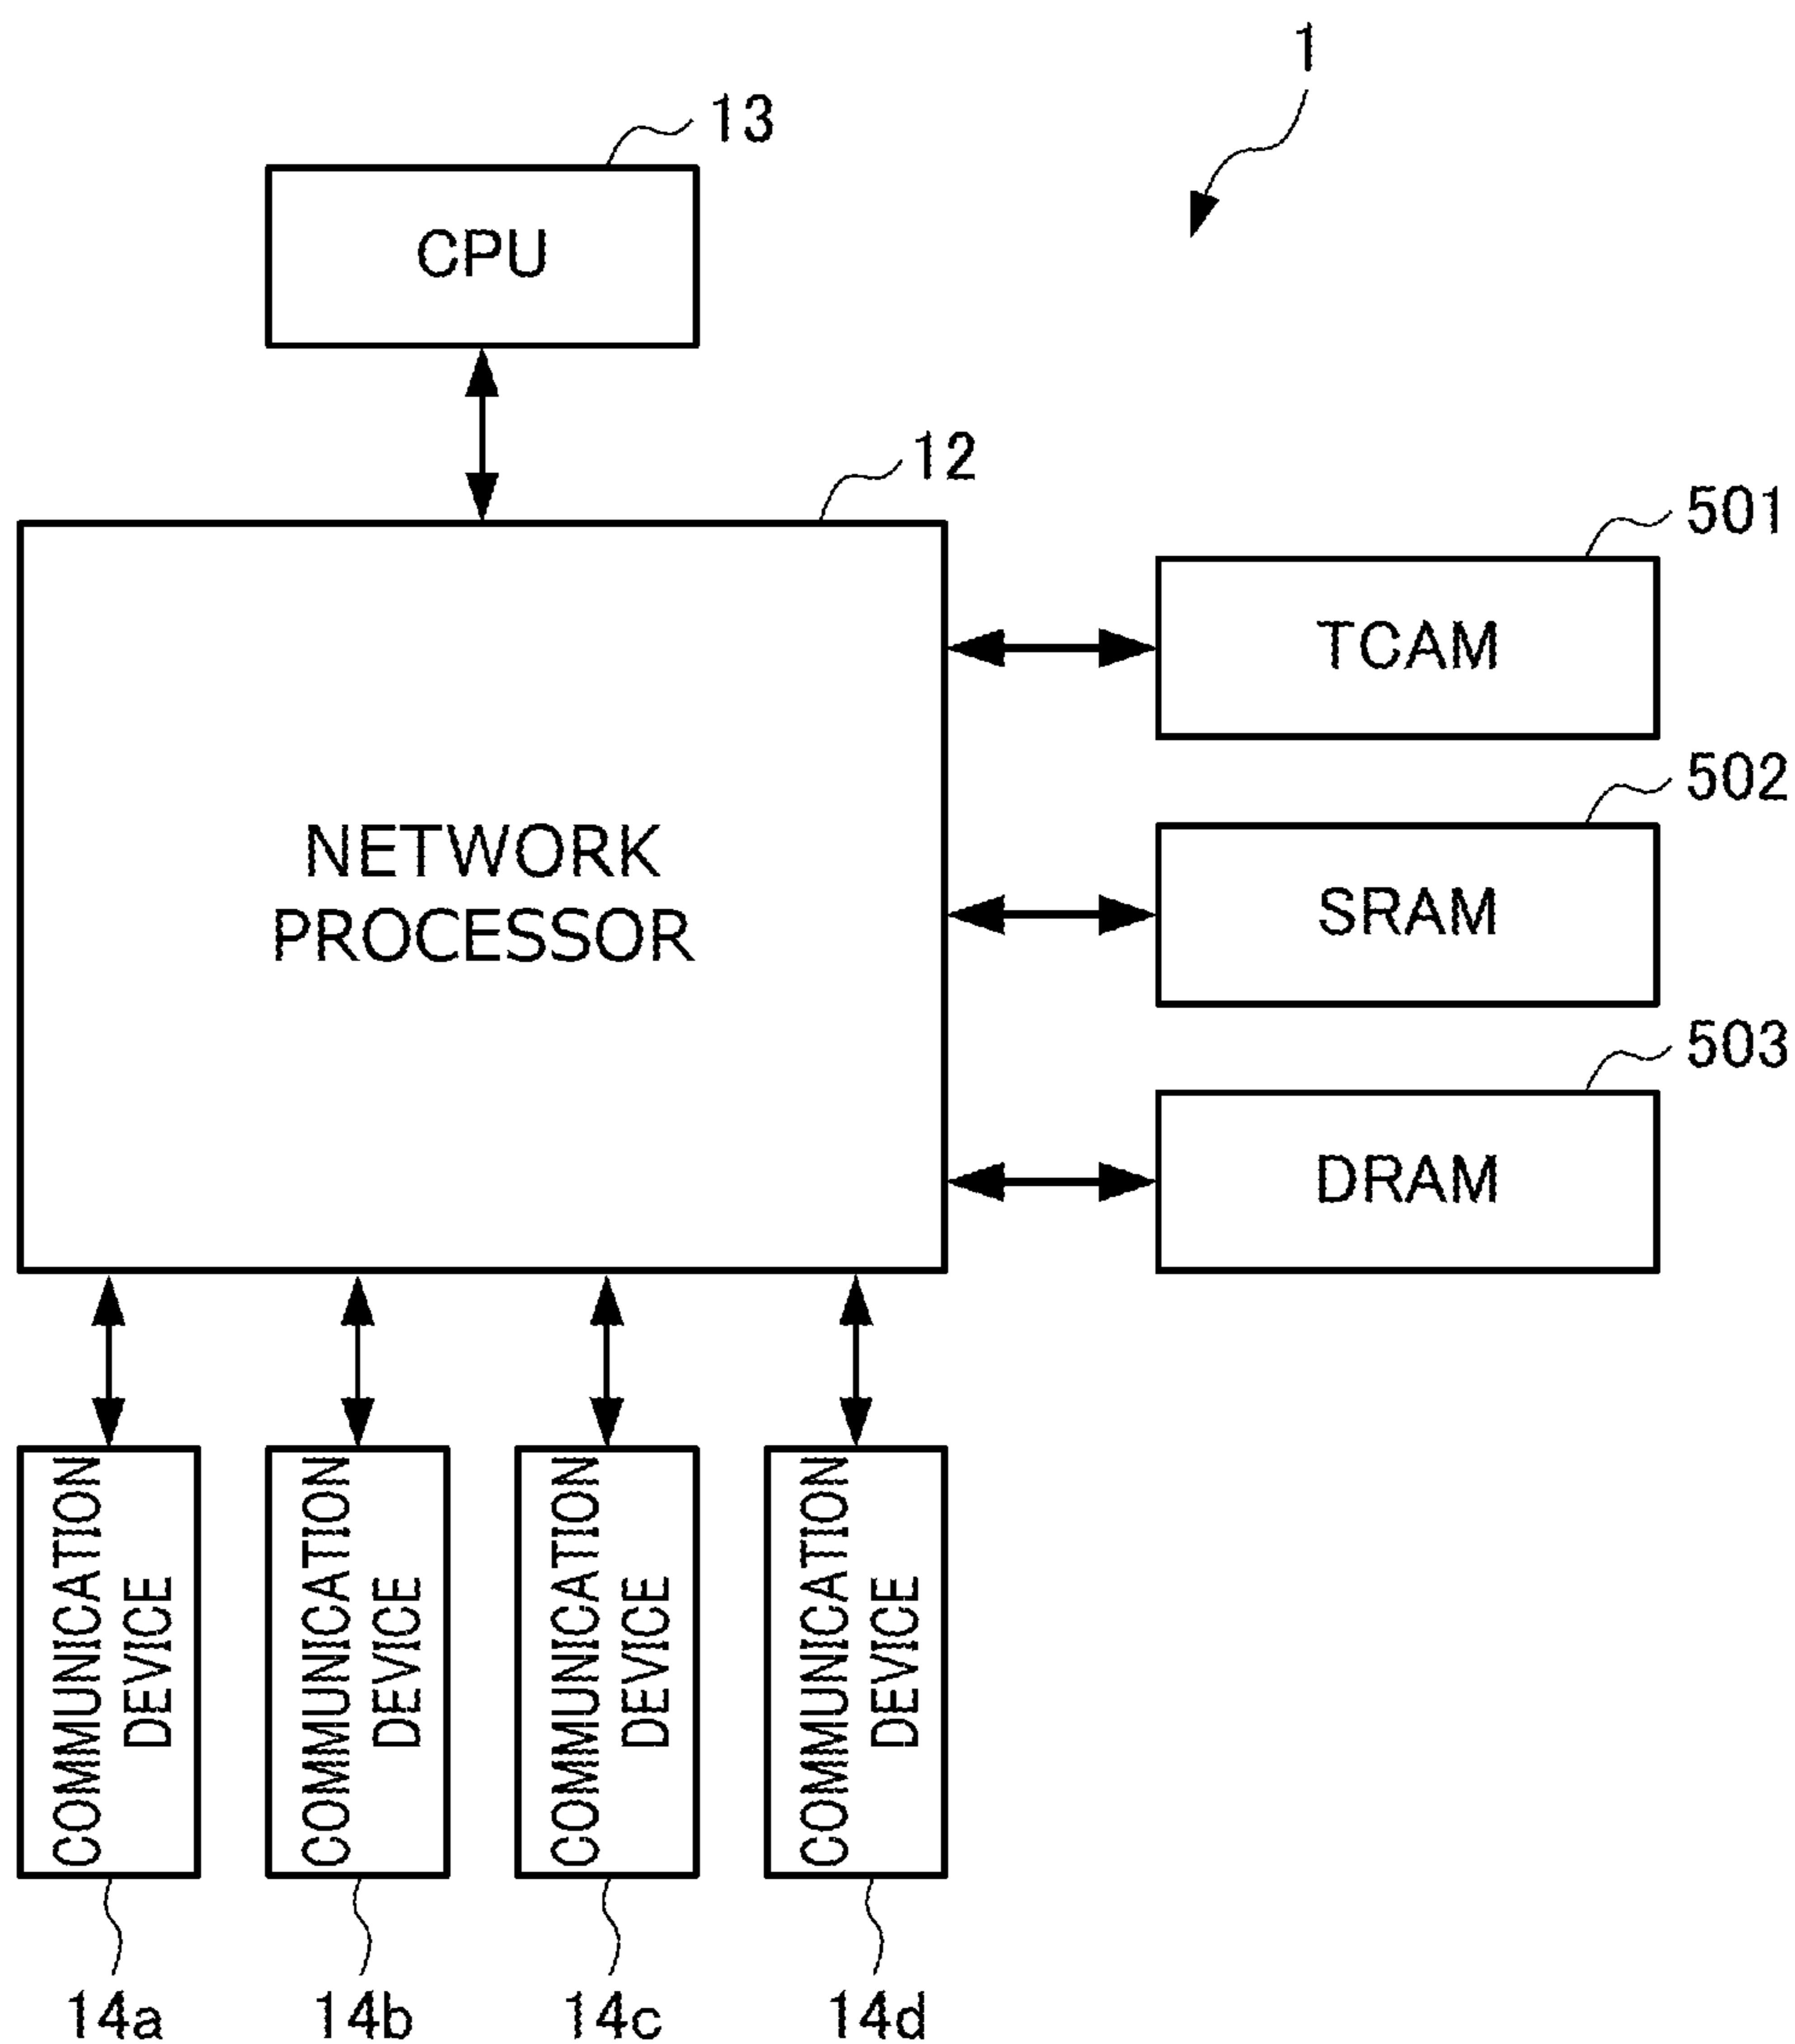 1
13
CPU
12
501
TCAM
502
NETWORK
PROCESSOR
SRAM
503
DRAM
COMMUNICATION
DEVICE
COMMUNICATION
DEVICE
COMMUNICATION
DEVICE
COMMUNICATION
DEVICE
14a
14b
14c
14d